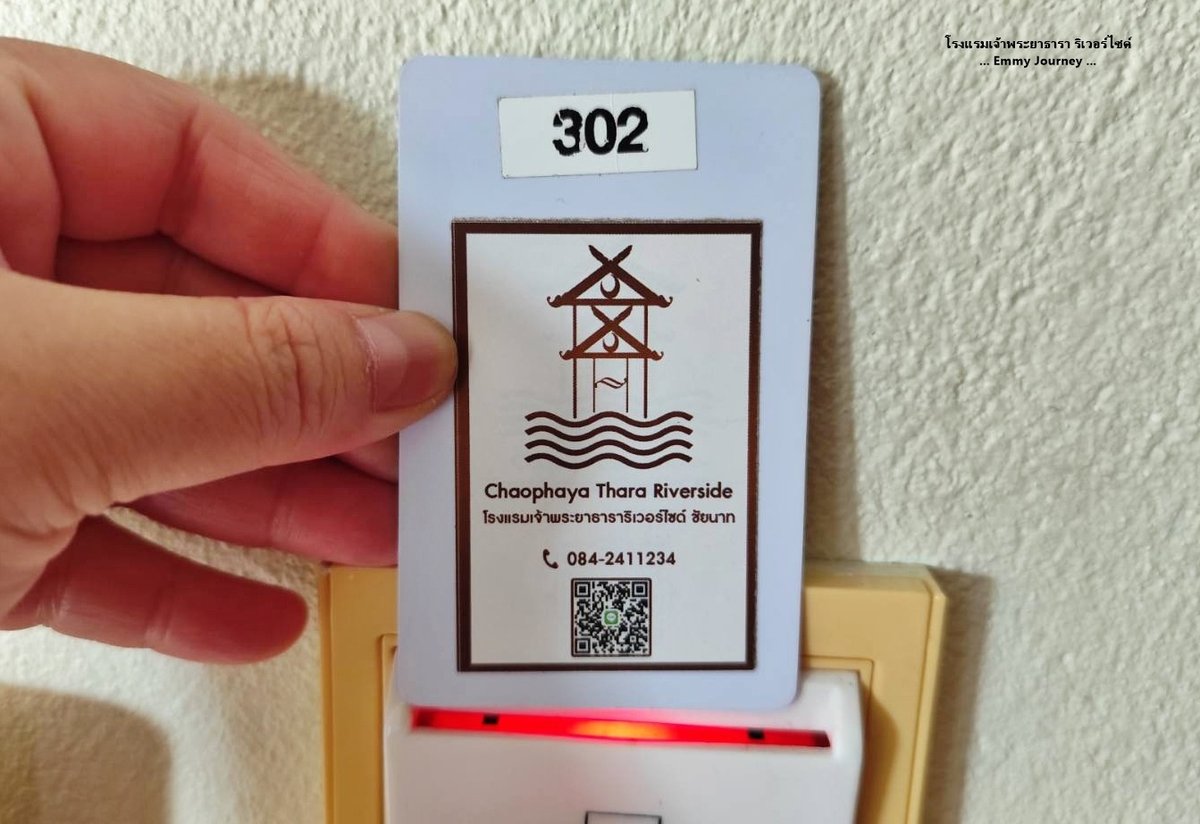 โรงแรมเจ้าพระยาธารา ริเวอร์ไซด์
... Emmy Journey ...
302
Chaophaya Thara Riverside
โรงแรมเจ้าพระยาธาราริเวอร์ไซด์ ชัยนาท
084-2411234